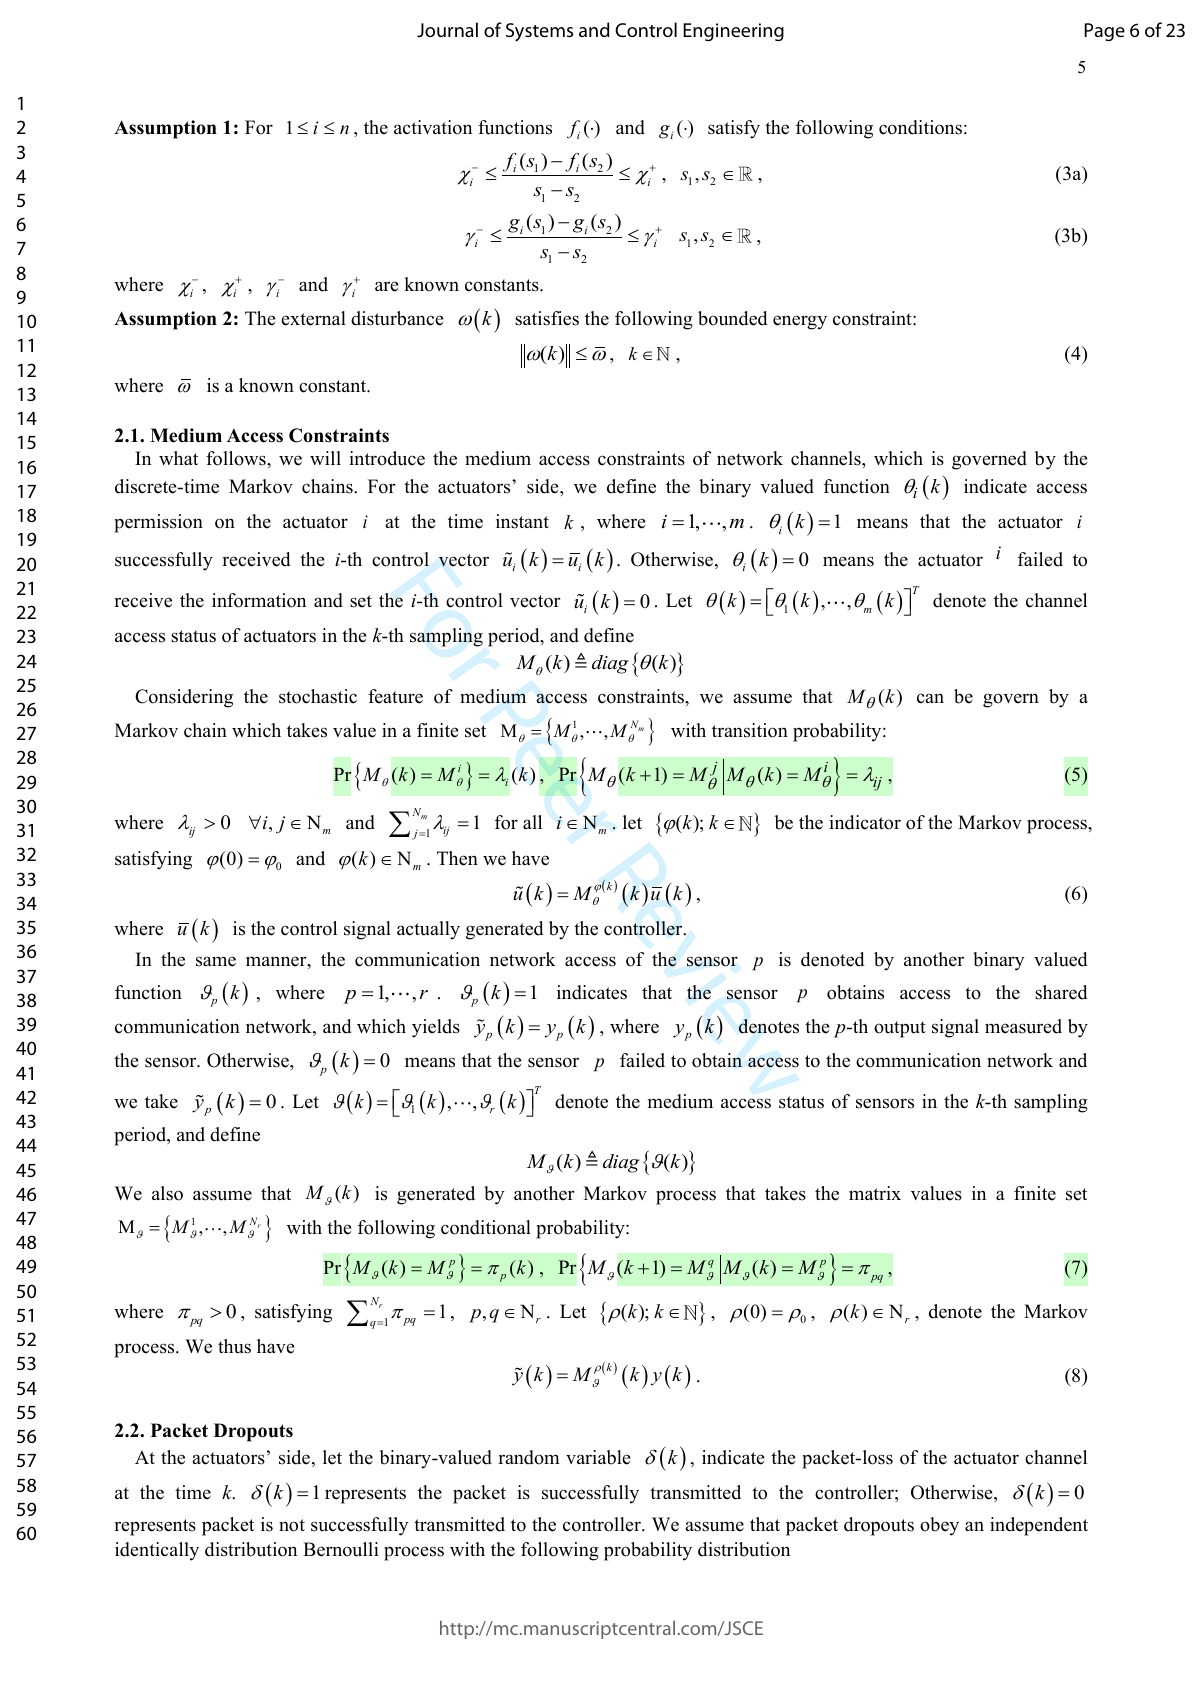 Journal of Systems and Control Engineering
Page 6 of 23
5
1
2
3
4
5
6
7
8
9
10
11
12
13
14
15
16
17
18
19
20
21
22
23
24
25
26
27
28
29
30
31
32
33
34
35
36
37
38
39
40
41
42
43
44
45
46
47
48
49
50
51
52
53
54
55
56
57
58
59
60
Assumption 1: For 1 ≤ i ≤ n , the activation functions f_i(·) and g_i(·) satisfy the following conditions:
χ_i^- ≤ (f_i(s_1) − f_i(s_2))/(s_1 − s_2) ≤ χ_i^+ , s_1, s_2 ∈ ℝ , (3a)
γ_i^- ≤ (g_i(s_1) − g_i(s_2))/(s_1 − s_2) ≤ γ_i^+ s_1, s_2 ∈ ℝ , (3b)
where χ_i^- , χ_i^+ , γ_i^- and γ_i^+ are known constants.
Assumption 2: The external disturbance ω(k) satisfies the following bounded energy constraint:
‖ω(k)‖ ≤ ω̅ , k ∈ ℕ , (4)
where ω̅ is a known constant.
2.1. Medium Access Constraints
In what follows, we will introduce the medium access constraints of network channels, which is governed by the
discrete-time Markov chains. For the actuators’ side, we define the binary valued function θ_i(k) indicate access
permission on the actuator i at the time instant k , where i = 1,⋯,m . θ_i(k) = 1 means that the actuator i
successfully received the i-th control vector ũ_i(k) = u̅_i(k) . Otherwise, θ_i(k) = 0 means the actuator i failed to
receive the information and set the i-th control vector ũ_i(k) = 0 . Let θ(k) = [θ_1(k),⋯,θ_m(k)]^T denote the channel
access status of actuators in the k-th sampling period, and define
M_θ(k) ≜ diag{θ(k)}
Considering the stochastic feature of medium access constraints, we assume that M_θ(k) can be govern by a
Markov chain which takes value in a finite set M_θ = {M_θ^1,⋯,M_θ^{N_m}} with transition probability:
Pr{M_θ(k) = M_θ^i} = λ_i(k) , Pr{M_θ(k+1) = M_θ^j | M_θ(k) = M_θ^i} = λ_ij , (5)
where λ_ij > 0 ∀i, j ∈ N_m and ∑_{j=1}^{N_m} λ_ij = 1 for all i ∈ N_m . let {φ(k); k ∈ ℕ} be the indicator of the Markov process,
satisfying φ(0) = φ_0 and φ(k) ∈ N_m . Then we have
ũ(k) = M_θ^{φ(k)}(k) u̅(k) , (6)
where u̅(k) is the control signal actually generated by the controller.
In the same manner, the communication network access of the sensor p is denoted by another binary valued
function ϑ_p(k) , where p = 1,⋯,r . ϑ_p(k) = 1 indicates that the sensor p obtains access to the shared
communication network, and which yields ỹ_p(k) = y_p(k) , where y_p(k) denotes the p-th output signal measured by
the sensor. Otherwise, ϑ_p(k) = 0 means that the sensor p failed to obtain access to the communication network and
we take ỹ_p(k) = 0 . Let ϑ(k) = [ϑ_1(k),⋯,ϑ_r(k)]^T denote the medium access status of sensors in the k-th sampling
period, and define
M_ϑ(k) ≜ diag{ϑ(k)}
We also assume that M_ϑ(k) is generated by another Markov process that takes the matrix values in a finite set
M_ϑ = {M_ϑ^1,⋯,M_ϑ^{N_r}} with the following conditional probability:
Pr{M_ϑ(k) = M_ϑ^p} = π_p(k) , Pr{M_ϑ(k+1) = M_ϑ^q | M_ϑ(k) = M_ϑ^p} = π_pq , (7)
where π_pq > 0 , satisfying ∑_{q=1}^{N_r} π_pq = 1 , p, q ∈ N_r . Let {ρ(k); k ∈ ℕ} , ρ(0) = ρ_0 , ρ(k) ∈ N_r , denote the Markov
process. We thus have
ỹ(k) = M_ϑ^{ρ(k)}(k) y(k) . (8)
2.2. Packet Dropouts
At the actuators’ side, let the binary-valued random variable δ(k) , indicate the packet-loss of the actuator channel
at the time k. δ(k) = 1 represents the packet is successfully transmitted to the controller; Otherwise, δ(k) = 0
represents packet is not successfully transmitted to the controller. We assume that packet dropouts obey an independent
identically distribution Bernoulli process with the following probability distribution
For Peer Review
http://mc.manuscriptcentral.com/JSCE